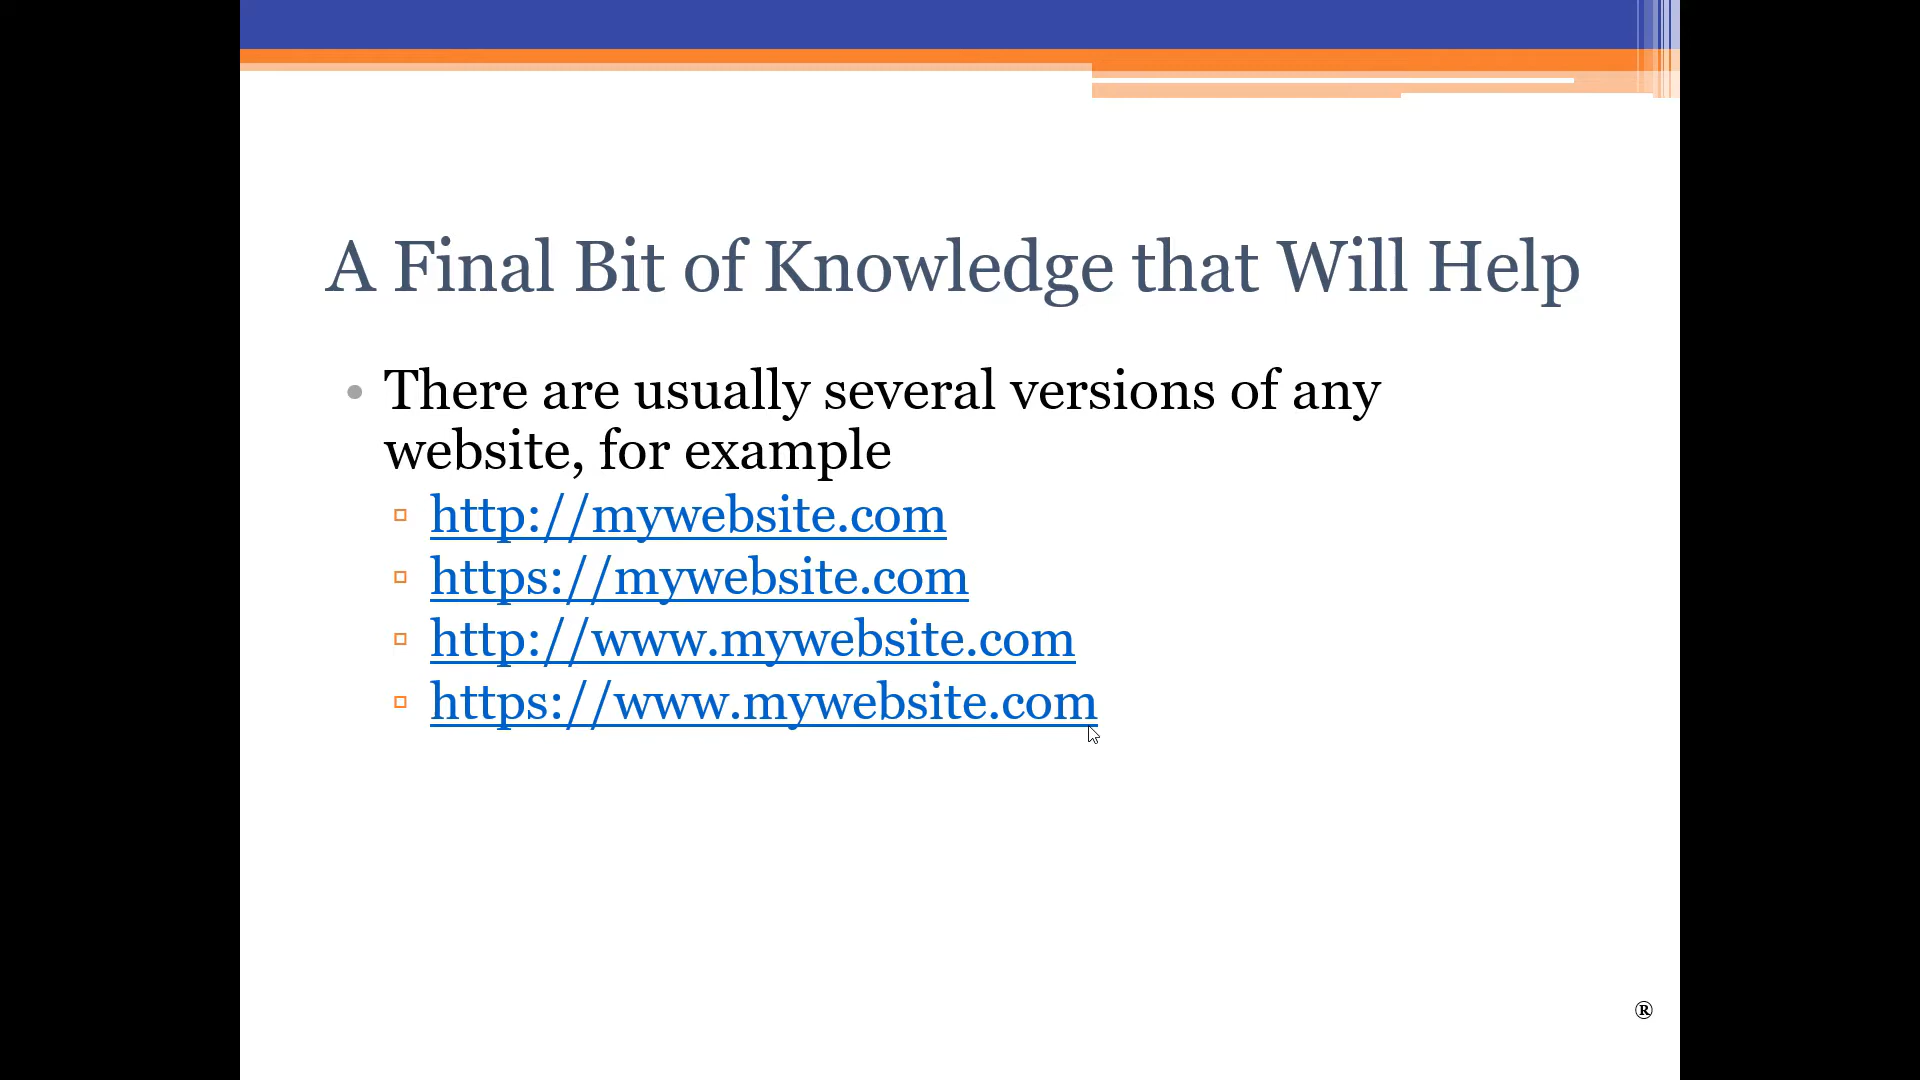 A Final Bit of Knowledge that Will Help
There are usually several versions of any
website, for example
http://mywebsite.com
https://mywebsite.com
http://www.mywebsite.com
https://www.mywebsite.com
®